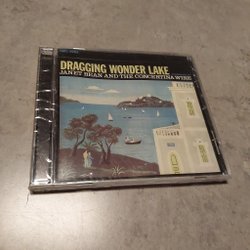 DRAGGING WONDER LAKE
JANET BEAN AND THE CONCERTINA WIRE